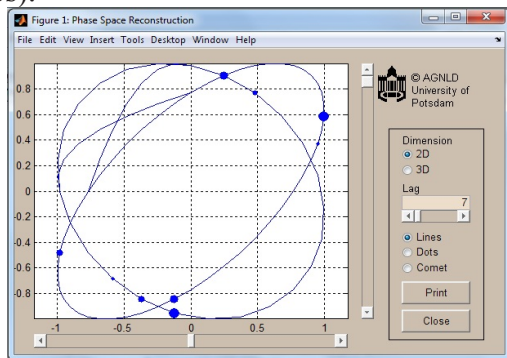 s).
Figure 1: Phase Space Reconstruction
File Edit View Insert Tools Desktop Window Help
© AGNLD
University of
Potsdam
0.8
0.6
0.4
0.2
0
-0.2
-0.4
-0.6
-0.8
-1 -0.5 0 0.5 1
Dimension
2D
3D
Lag
7
Lines
Dots
Comet
Print
Close